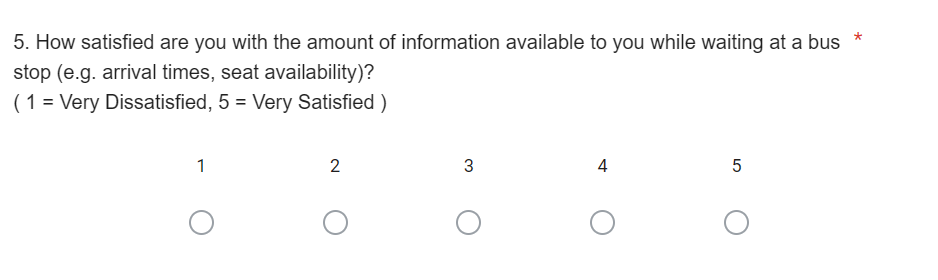 5. How satisfied are you with the amount of information available to you while waiting at a bus *
stop (e.g. arrival times, seat availability)?
( 1 = Very Dissatisfied, 5 = Very Satisfied )
1 2 3 4 5